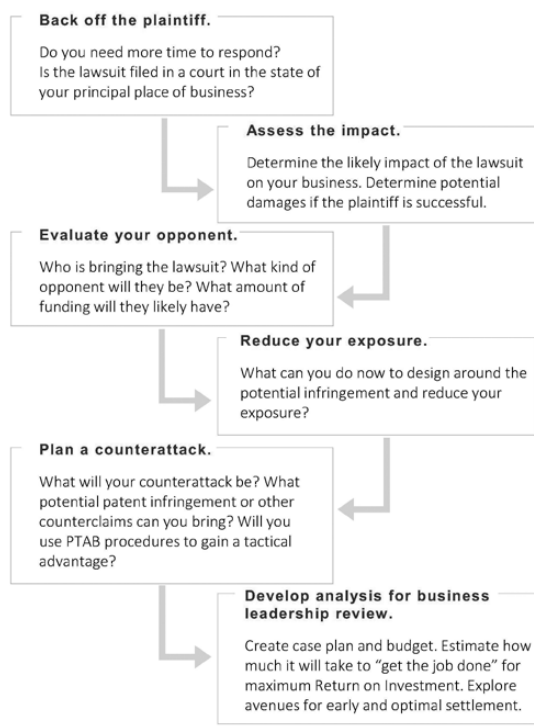 Back off the plaintiff.
Do you need more time to respond?
Is the lawsuit filed in a court in the state of
your principal place of business?
Assess the impact.
Determine the likely impact of the lawsuit
on your business. Determine potential
damages if the plaintiff is successful.
Evaluate your opponent.
Who is bringing the lawsuit? What kind of
opponent will they be? What amount of
funding will they likely have?
Reduce your exposure.
What can you do now to design around the
potential infringement and reduce your
exposure?
Plan a counterattack.
What will your counterattack be? What
potential patent infringement or other
counterclaims can you bring? Will you
use PTAB procedures to gain a tactical
advantage?
Develop analysis for business
leadership review.
Create case plan and budget. Estimate how
much it will take to “get the job done” for
maximum Return on Investment. Explore
avenues for early and optimal settlement.